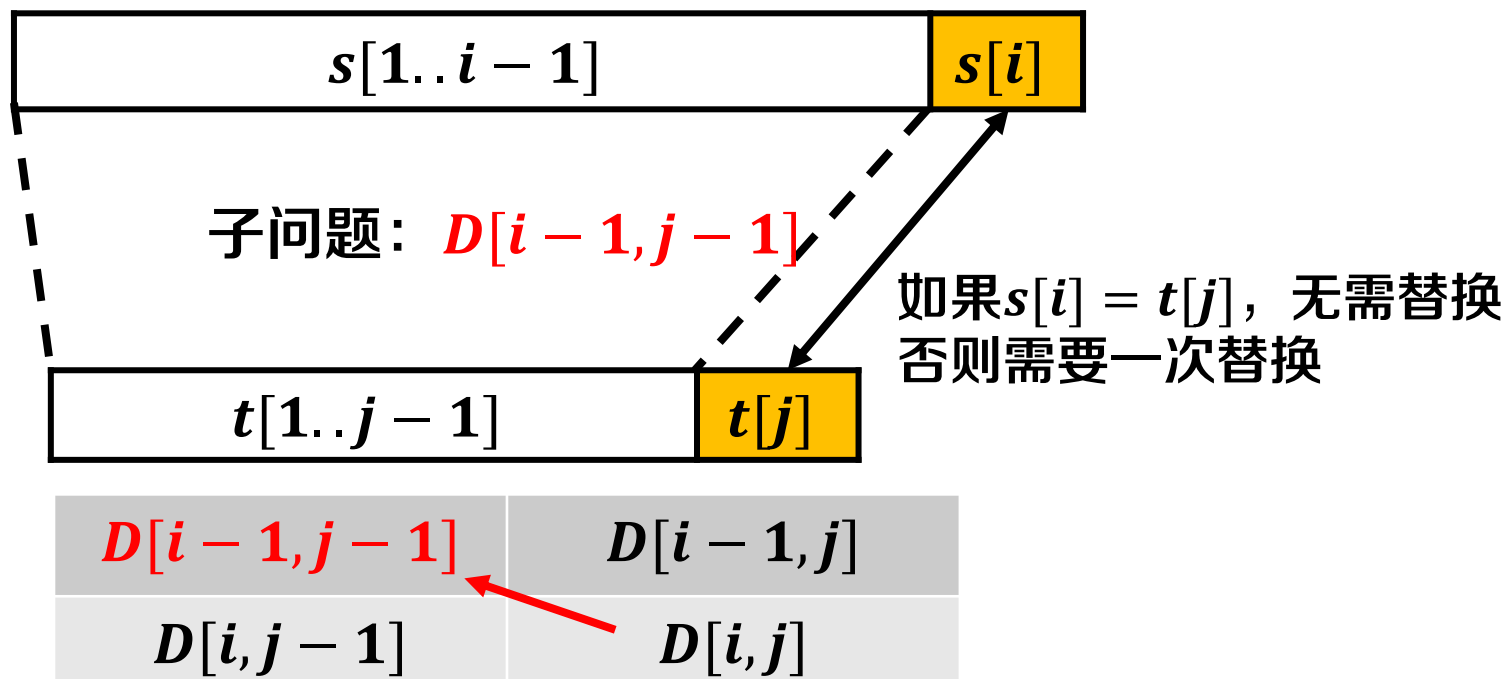 s[1..i − 1]
s[i]
子问题：D[i − 1, j − 1]
如果s[i] = t[j]，无需替换
否则需要一次替换
t[1..j − 1]
t[j]
D[i − 1, j − 1]
D[i − 1, j]
D[i, j − 1]
D[i, j]